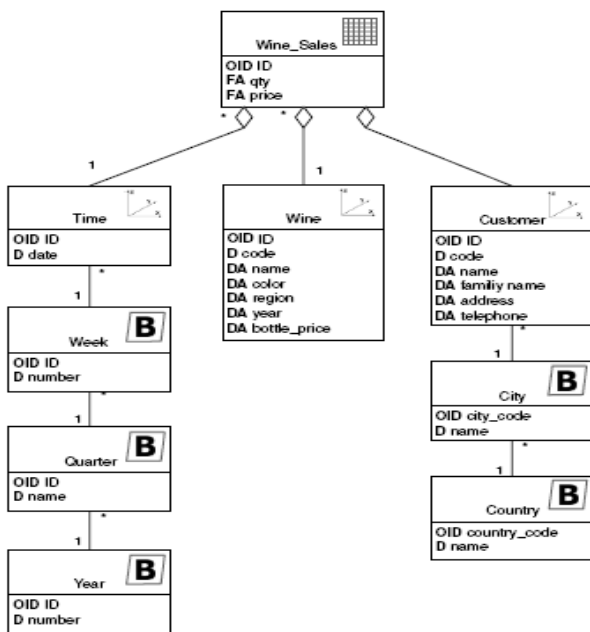 Wine_Sales
OID ID
FA qty
FA price
* *
1 1
Time
OID ID
D date
*
1
Week B
OID ID
D number
*
1
Quarter B
OID ID
D name
*
1
Year B
OID ID
D number
Wine
OID ID
D code
DA name
DA color
DA region
DA year
DA bottle_price
Customer
OID ID
D code
DA name
DA familiy name
DA address
DA telephone
*
1
City B
OID city_code
D name
*
1
Country B
OID country_code
D name